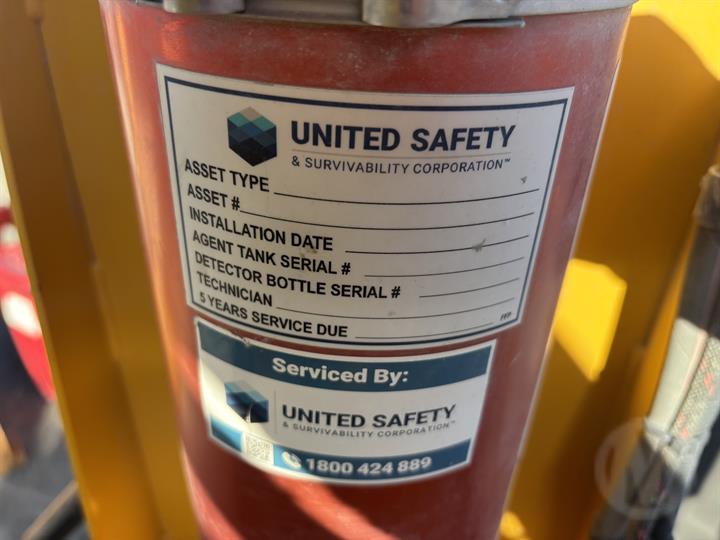 UNITED SAFETY
& SURVIVABILITY CORPORATION™
ASSET TYPE
ASSET #
INSTALLATION DATE
AGENT TANK SERIAL #
DETECTOR BOTTLE SERIAL #
TECHNICIAN
5 YEARS SERVICE DUE
Serviced By:
UNITED SAFETY
& SURVIVABILITY CORPORATION™
1800 424 889
M